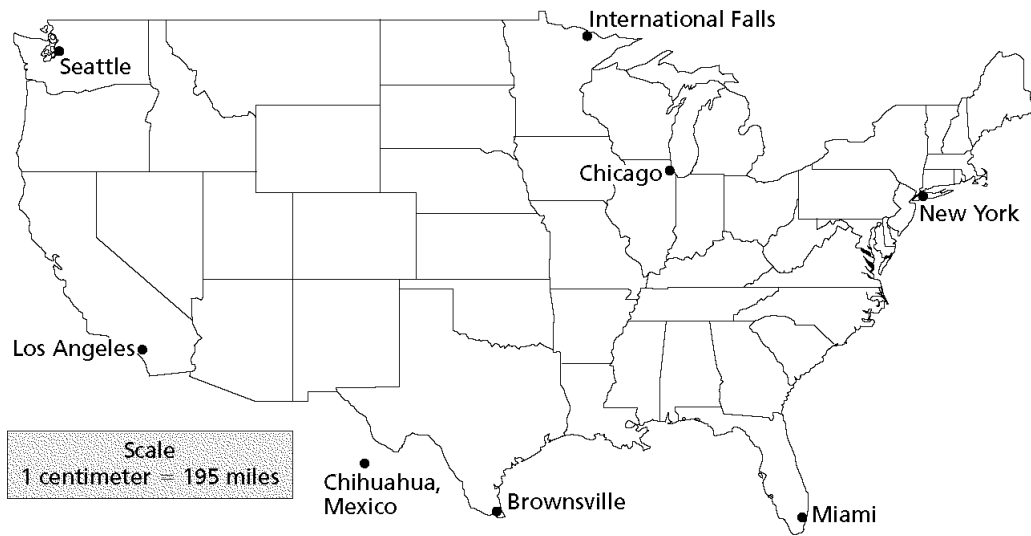 International Falls
Seattle
Chicago
New York
Los Angeles
Scale
1 centimeter = 195 miles
Chihuahua,
Mexico
Brownsville
Miami